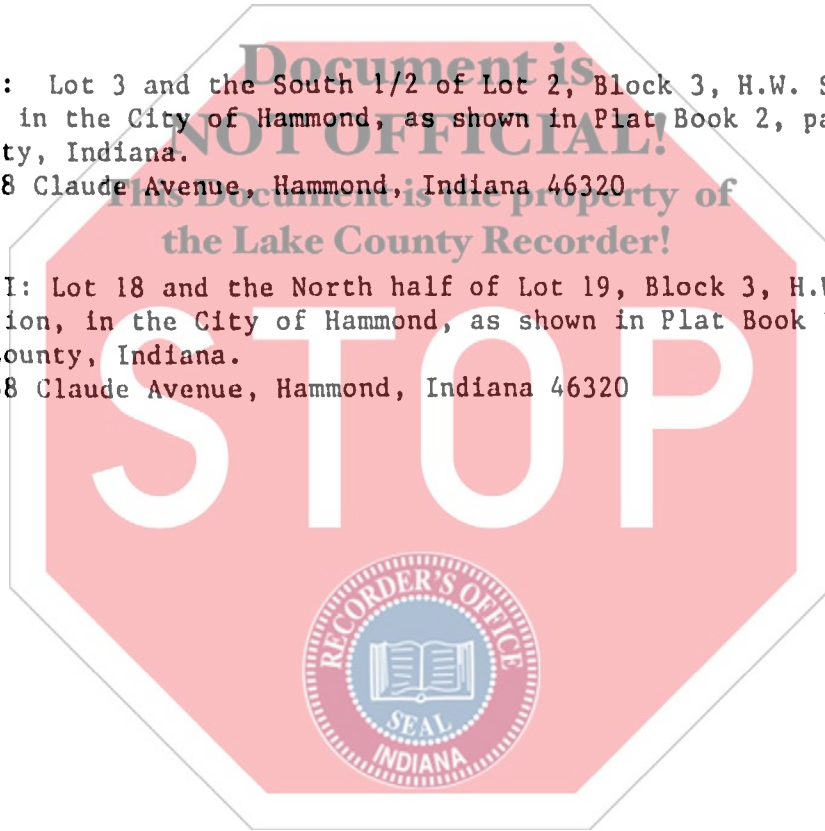 Document is
: Lot 3 and the South 1/2 of Lot 2, Block 3, H.W. S
in the City of Hammond, as shown in Plat Book 2, pa
NOT OFFICIAL!
ty, Indiana.
8 Claude Avenue, Hammond, Indiana 46320
This Document is the property of
the Lake County Recorder!
I: Lot 18 and the North half of Lot 19, Block 3, H.W
ion, in the City of Hammond, as shown in Plat Book
ounty, Indiana.
8 Claude Avenue, Hammond, Indiana 46320
STOP
RECORDER'S OFFICE
SEAL
INDIANA